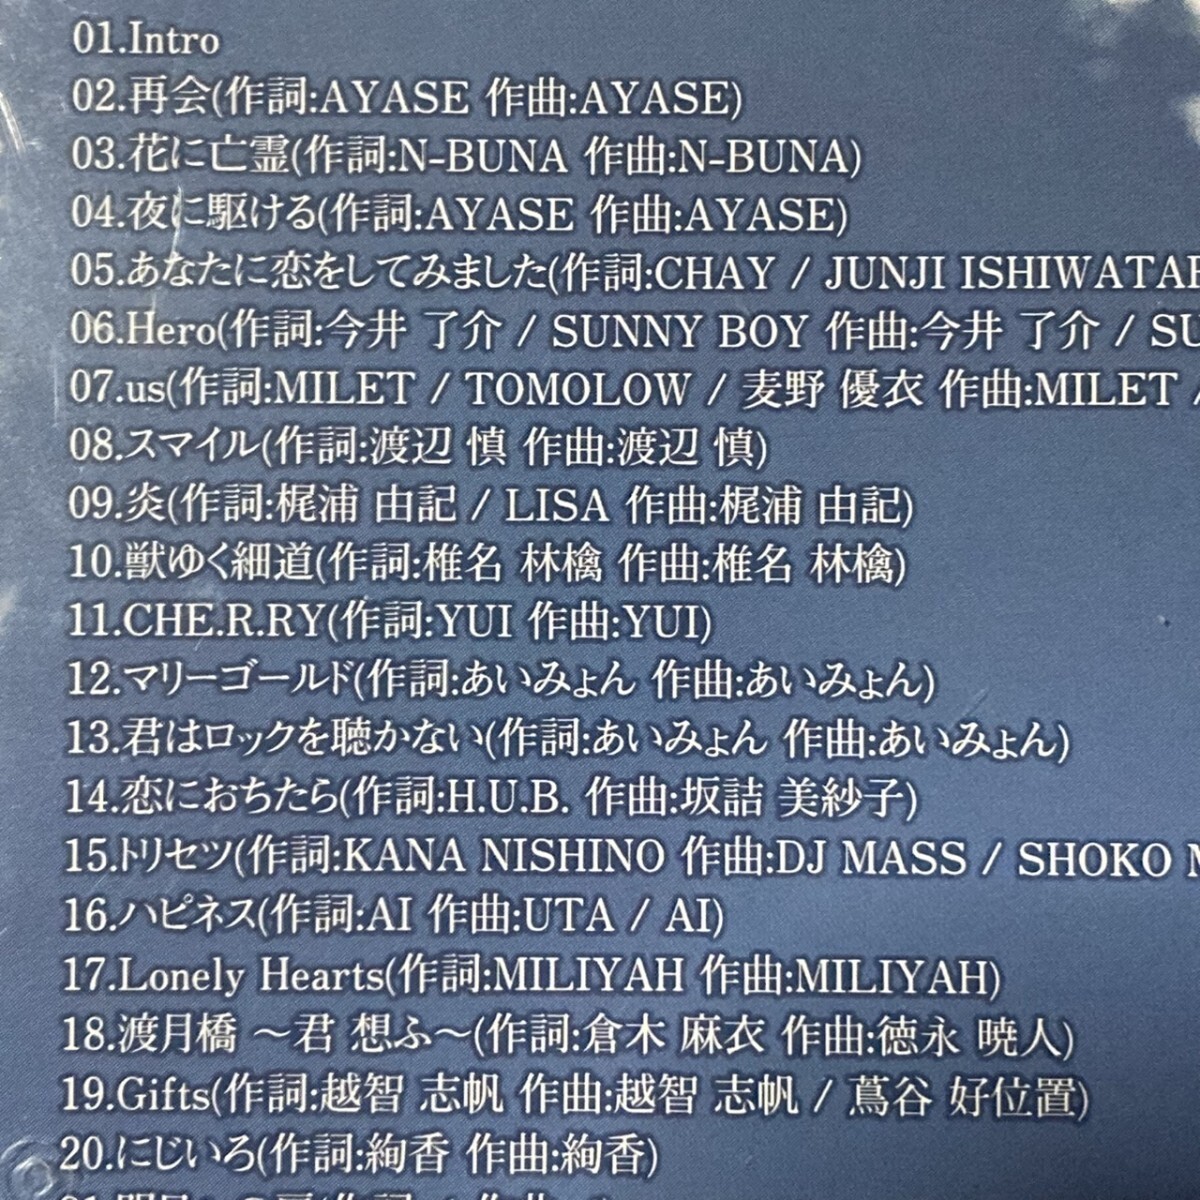 01.Intro
02.再会(作詞:AYASE 作曲:AYASE)
03.花に亡霊(作詞:N-BUNA 作曲:N-BUNA)
04.夜に駆ける(作詞:AYASE 作曲:AYASE)
05.あなたに恋をしてみました(作詞:CHAY / JUNJI ISHIWATAR
06.Hero(作詞:今井 了介 / SUNNY BOY 作曲:今井 了介 / SU
07.us(作詞:MILET / TOMOLOW / 麦野 優衣 作曲:MILET /
08.スマイル(作詞:渡辺 慎 作曲:渡辺 慎)
09.炎(作詞:梶浦 由記 / LISA 作曲:梶浦 由記)
10.獣ゆく細道(作詞:椎名 林檎 作曲:椎名 林檎)
11.CHE.R.RY(作詞:YUI 作曲:YUI)
12.マリーゴールド(作詞:あいみょん 作曲:あいみょん)
13.君はロックを聴かない(作詞:あいみょん 作曲:あいみょん)
14.恋におちたら(作詞:H.U.B. 作曲:坂詰 美紗子)
15.トリセツ(作詞:KANA NISHINO 作曲:DJ MASS / SHOKO M
16.ハピネス(作詞:AI 作曲:UTA / AI)
17.Lonely Hearts(作詞:MILIYAH 作曲:MILIYAH)
18.渡月橋 〜君 想ふ〜(作詞:倉木 麻衣 作曲:徳永 暁人)
19.Gifts(作詞:越智 志帆 作曲:越智 志帆 / 蔦谷 好位置)
20.にじいろ(作詞:絢香 作曲:絢香)